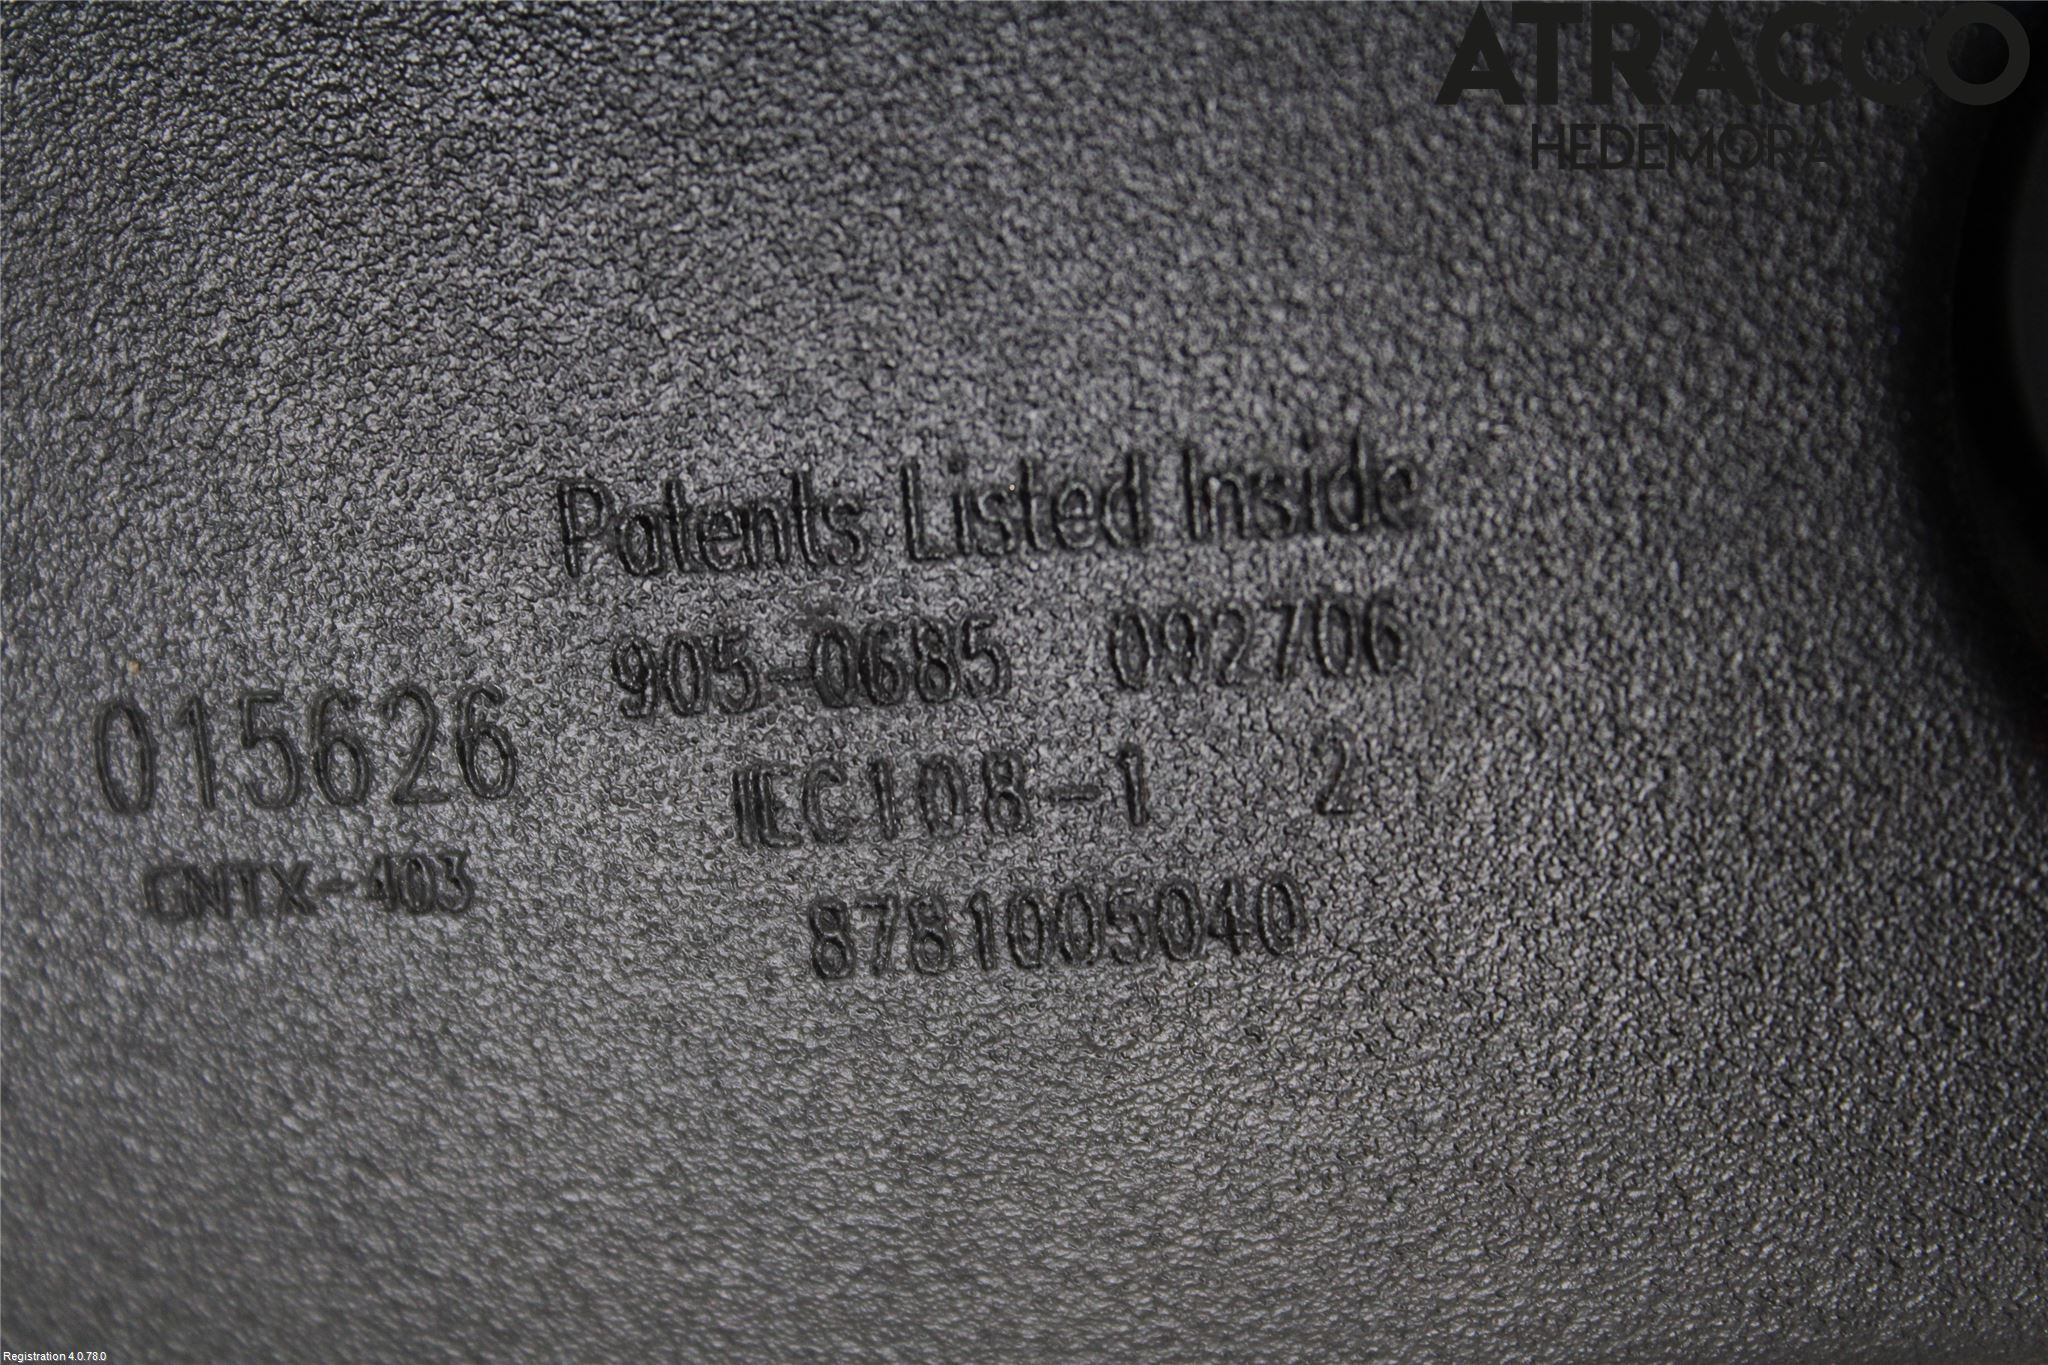 ATRACCO
HEDEMORA
Patents Listed Inside
905-0685 092706
015626
IEC108-1 2
GNTX-403
8781005040
Registration 4.0.78.0